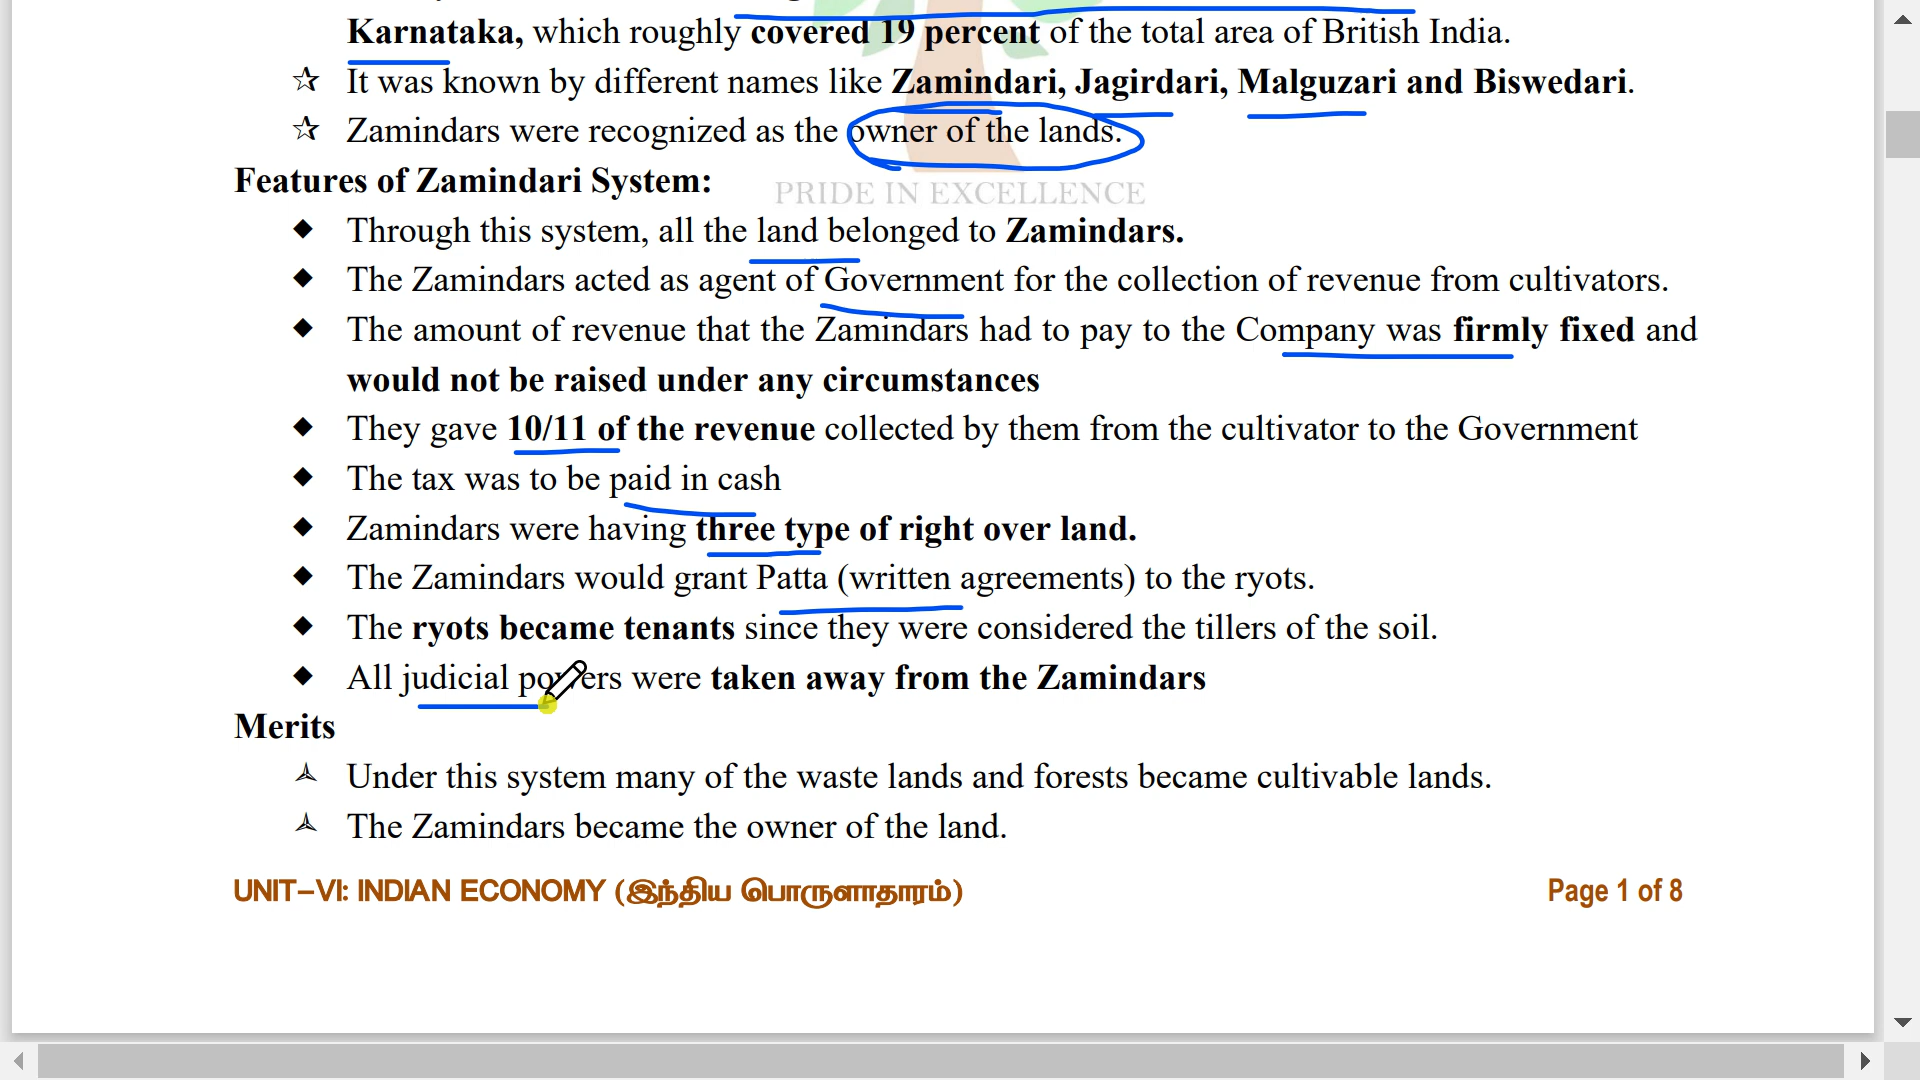 Karnataka, which roughly covered 19 percent of the total area of British India.
It was known by different names like Zamindari, Jagirdari, Malguzari and Biswedari.
Zamindars were recognized as the owner of the lands.
Features of Zamindari System:
PRIDE IN EXCELLENCE
Through this system, all the land belonged to Zamindars.
The Zamindars acted as agent of Government for the collection of revenue from cultivators.
The amount of revenue that the Zamindars had to pay to the Company was firmly fixed and
would not be raised under any circumstances
They gave 10/11 of the revenue collected by them from the cultivator to the Government
The tax was to be paid in cash
Zamindars were having three type of right over land.
The Zamindars would grant Patta (written agreements) to the ryots.
The ryots became tenants since they were considered the tillers of the soil.
All judicial powers were taken away from the Zamindars
Merits
Under this system many of the waste lands and forests became cultivable lands.
The Zamindars became the owner of the land.
UNIT–VI: INDIAN ECONOMY (இந்திய பொருளாதாரம்)
Page 1 of 8